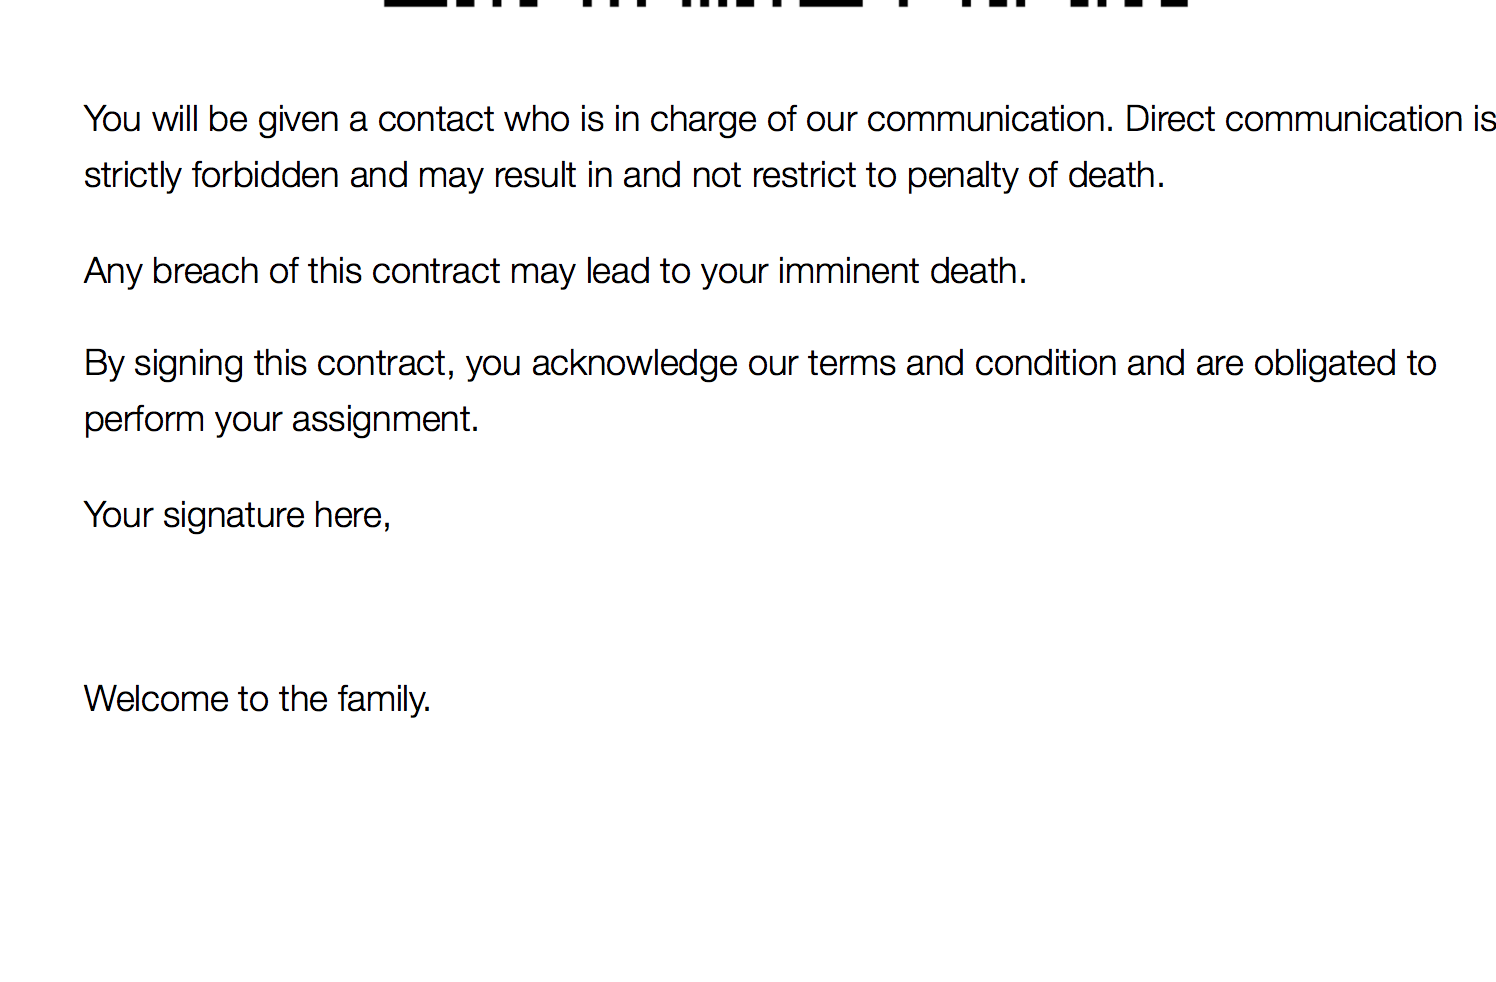 You will be given a contact who is in charge of our communication. Direct communication is
strictly forbidden and may result in and not restrict to penalty of death.
Any breach of this contract may lead to your imminent death.
By signing this contract, you acknowledge our terms and condition and are obligated to
perform your assignment.
Your signature here,
Welcome to the family.